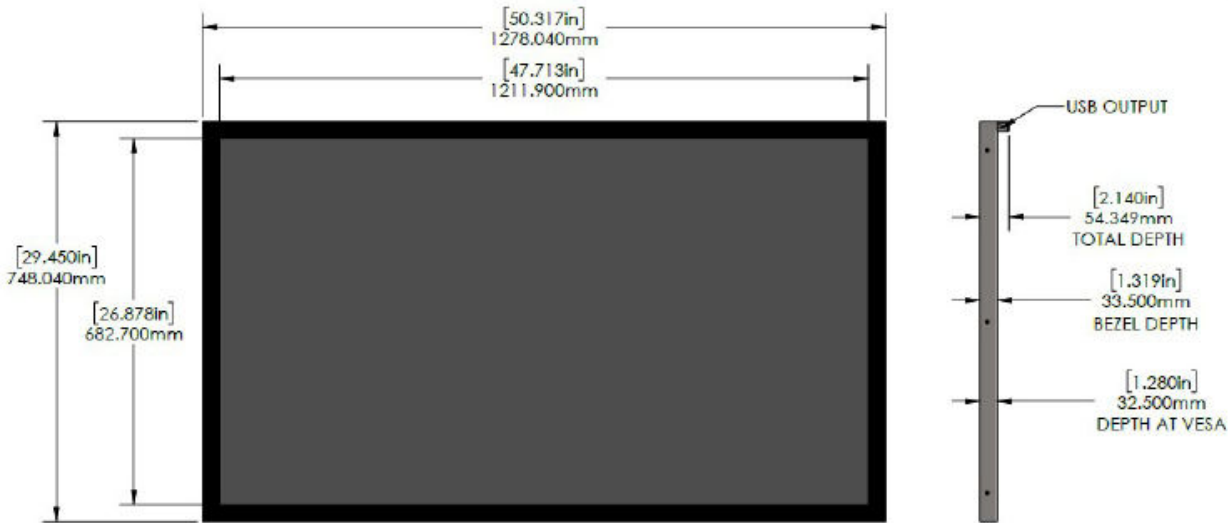 [50.317in]
1278.040mm
[47.713in]
1211.900mm
USB OUTPUT
[2.140in]
54.349mm
TOTAL DEPTH
[29.450in]
748.040mm
[26.878in]
682.700mm
[1.319in]
33.500mm
BEZEL DEPTH
[1.280in]
32.500mm
DEPTH AT VESA